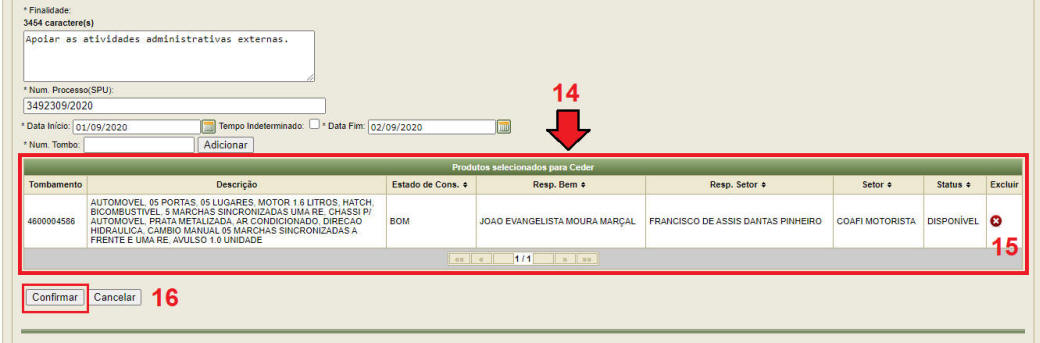 * Finalidade:
3454 caractere(s)
Apoiar as atividades administrativas externas.
* Num. Processo(SPU):
14
3492309/2020
* Data Início: 01/09/2020 Tempo Indeterminado: * Data Fim: 02/09/2020
* Num. Tombo: Adicionar
Produtos selecionados para Ceder
Tombamento Descrição Estado de Cons. Resp. Bem Resp. Setor Setor Status Excluir
AUTOMOVEL, 05 PORTAS, 05 LUGARES, MOTOR 1.6 LITROS, HATCH,
BICOMBUSTIVEL, 5 MARCHAS SINCRONIZADAS UMA RE, CHASSI P/
4600004586 AUTOMOVEL, PRATA METALIZADA, AR CONDICIONADO, DIRECAO BOM JOAO EVANGELISTA MOURA MARÇAL FRANCISCO DE ASSIS DANTAS PINHEIRO COAFI MOTORISTA DISPONÍVEL
HIDRAULICA, CAMBIO MANUAL 05 MARCHAS SINCRONIZADAS A
FRENTE E UMA RE, AVULSO 1.0 UNIDADE
15
«« « 1 / 1 » »»
Confirmar Cancelar 16